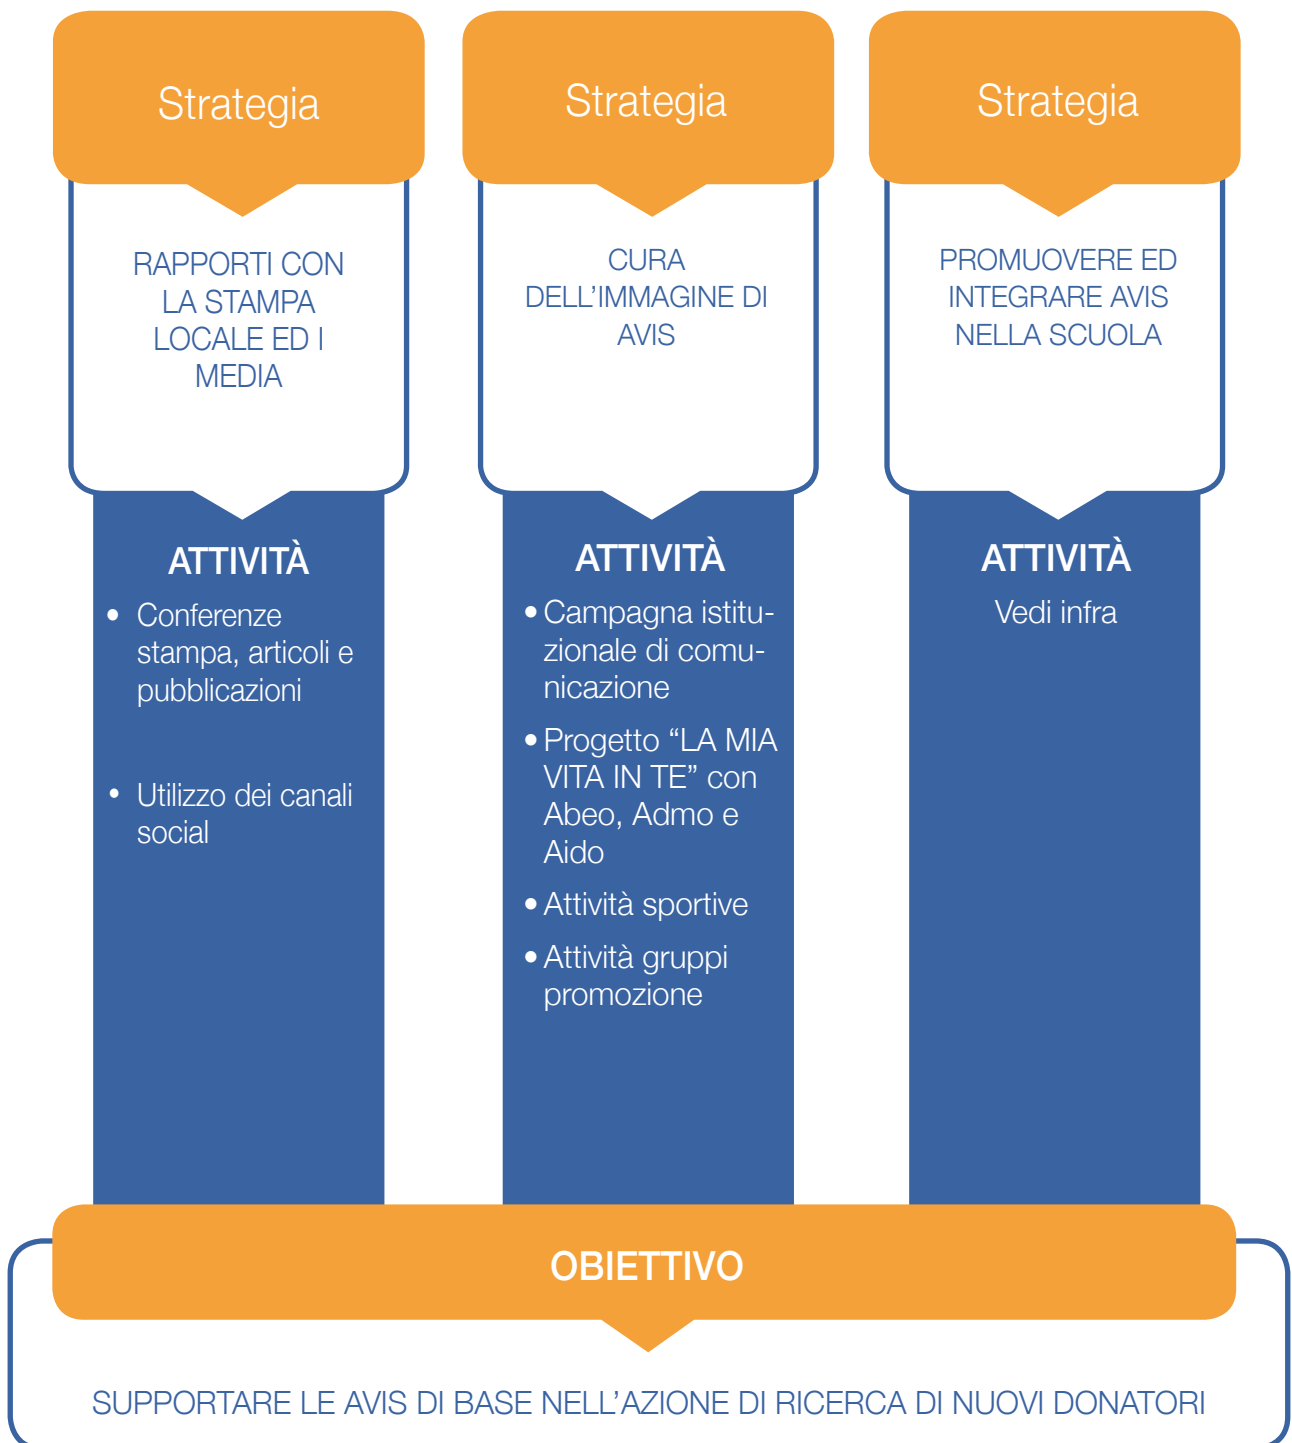 Strategia
RAPPORTI CON
LA STAMPA
LOCALE ED I
MEDIA
ATTIVITÀ
• Conferenze
stampa, articoli e
pubblicazioni
• Utilizzo dei canali
social
Strategia
CURA
DELL’IMMAGINE DI
AVIS
ATTIVITÀ
• Campagna istitu-
zionale di comu-
nicazione
• Progetto “LA MIA
VITA IN TE” con
Abeo, Admo e
Aido
• Attività sportive
• Attività gruppi
promozione
Strategia
PROMUOVERE ED
INTEGRARE AVIS
NELLA SCUOLA
ATTIVITÀ
Vedi infra
OBIETTIVO
SUPPORTARE LE AVIS DI BASE NELL’AZIONE DI RICERCA DI NUOVI DONATORI